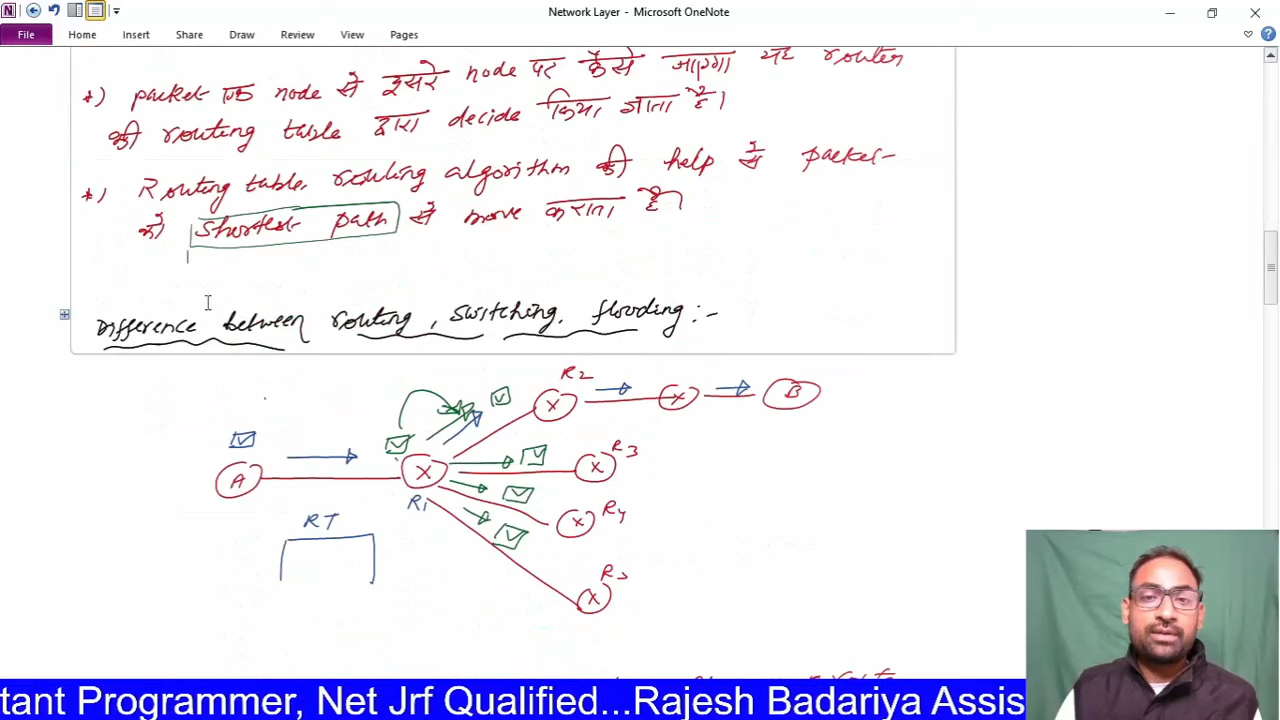 Network Layer - Microsoft OneNote
File Home Insert Share Draw Review View Pages
node से दूसरे node पर कैसे जाएगा यह router
*) packet एक
की routing table द्वारा decide किया जाता है।
*) Routing table, routing algorithm की help से packet
को shortest path से move कराता है।
Difference between routing, switching, flooding :-
R2
X X B
R3
A X X
R1 R4
RT X
X
tant Programmer, Net Jrf Qualified...Rajesh Badariya Assis